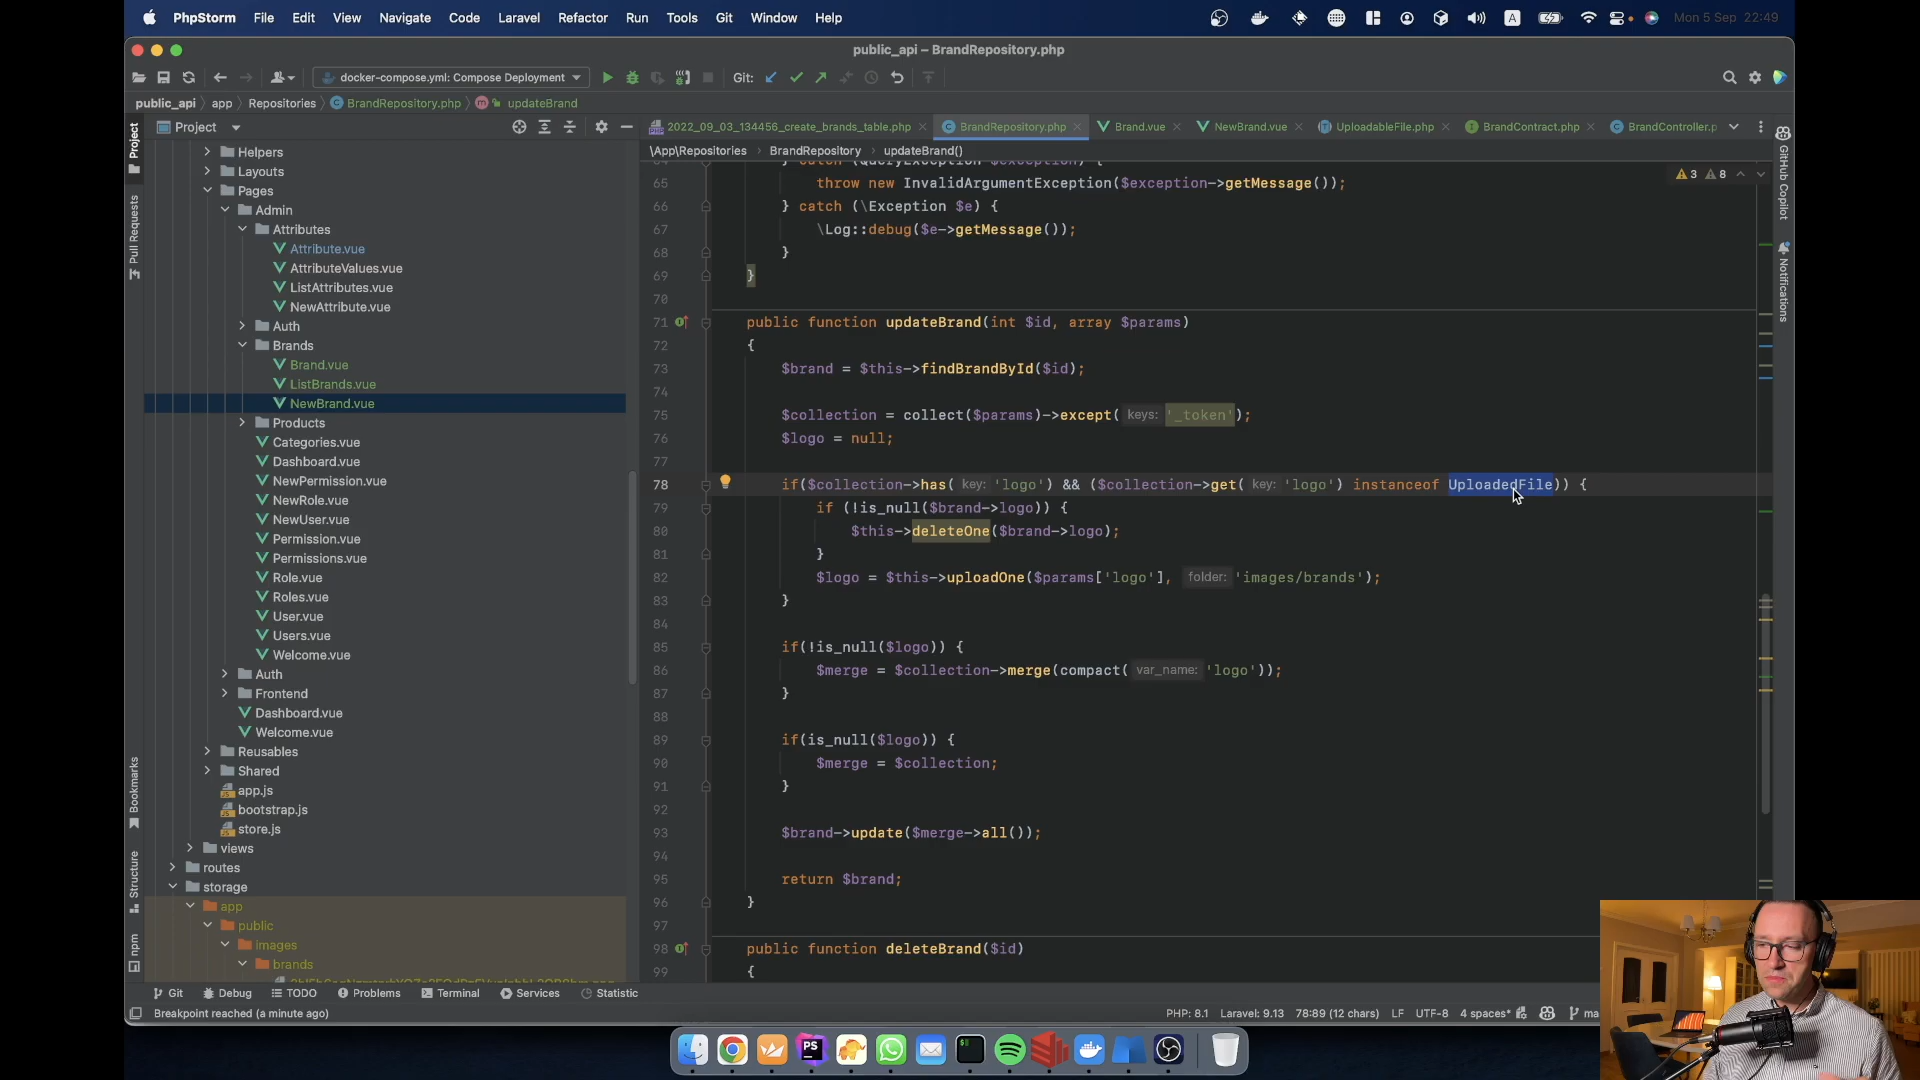 PhpStorm File Edit View Navigate Code Laravel Refactor Run Tools Git Window Help A Mon 5 Sep 22:49
public_api – BrandRepository.php
docker-compose.yml: Compose Deployment Git:
public_api app Repositories BrandRepository.php updateBrand
Project 2022_09_03_134456_create_brands_table.php BrandRepository.php Brand.vue NewBrand.vue UploadableFile.php BrandContract.php BrandController.p
\App\Repositories BrandRepository updateBrand()
Project
Pull Requests
Bookmarks
Structure
npm
Helpers
Layouts
Pages
Admin
Attributes
Attribute.vue
AttributeValues.vue
ListAttributes.vue
NewAttribute.vue
Auth
Brands
Brand.vue
ListBrands.vue
NewBrand.vue
Products
Categories.vue
Dashboard.vue
NewPermission.vue
NewRole.vue
NewUser.vue
Permission.vue
Permissions.vue
Role.vue
Roles.vue
User.vue
Users.vue
Welcome.vue
Auth
Frontend
Dashboard.vue
Welcome.vue
Reusables
Shared
app.js
bootstrap.js
store.js
views
routes
storage
app
public
images
brands
3 8
65 throw new InvalidArgumentException($exception->getMessage());
66 } catch (\Exception $e) {
67 \Log::debug($e->getMessage());
68 }
69 }
70
71 public function updateBrand(int $id, array $params)
72 {
73 $brand = $this->findBrandById($id);
74
75 $collection = collect($params)->except( keys: '_token');
76 $logo = null;
77
78 if($collection->has( key: 'logo') && ($collection->get( key: 'logo') instanceof UploadedFile)) {
79 if (!is_null($brand->logo)) {
80 $this->deleteOne($brand->logo);
81 }
82 $logo = $this->uploadOne($params['logo'], folder: 'images/brands');
83 }
84
85 if(!is_null($logo)) {
86 $merge = $collection->merge(compact( var_name: 'logo'));
87 }
88
89 if(is_null($logo)) {
90 $merge = $collection;
91 }
92
93 $brand->update($merge->all());
94
95 return $brand;
96 }
97
98 public function deleteBrand($id)
99 {
GitHub Copilot
Notifications
Git Debug TODO Problems Terminal Services Statistic
Breakpoint reached (a minute ago) PHP: 8.1 Laravel: 9.13 78:89 (12 chars) LF UTF-8 4 spaces* ma
PS